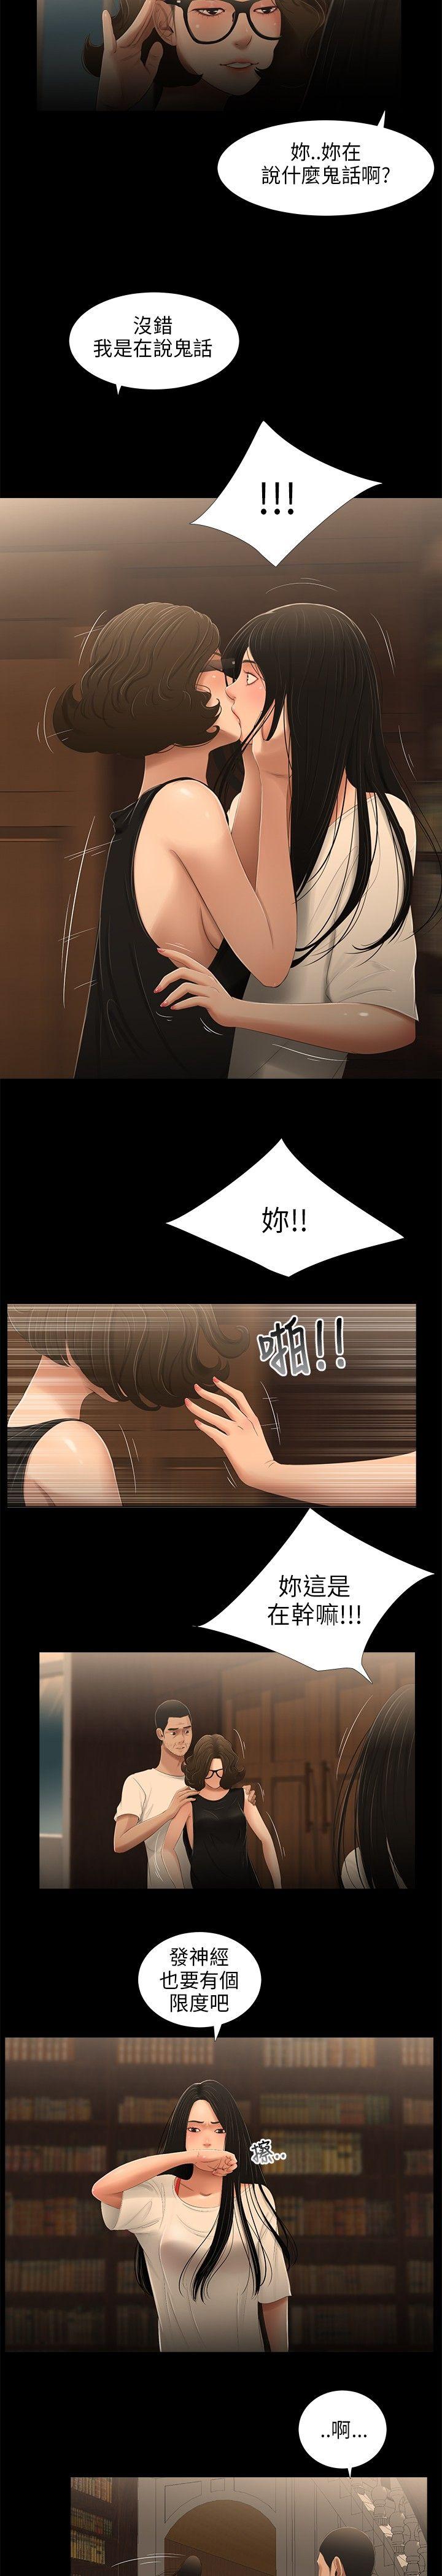 妳..妳在
說什麼鬼話啊?
沒錯
我是在說鬼話
!!!
妳!!
啪!!
妳這是
在幹嘛!!!
發神經
也要有個
限度吧
擦..
..啊...